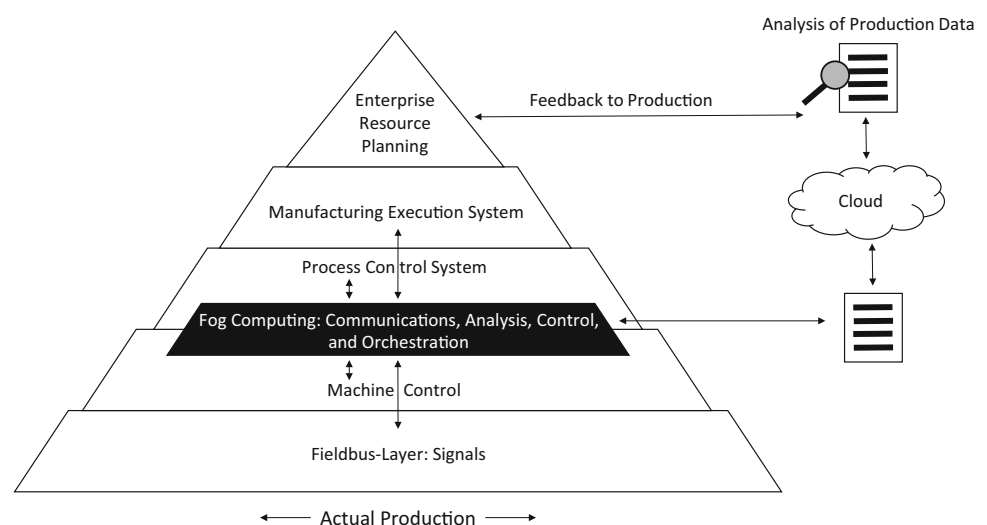 Analysis of Production Data
Enterprise
Resource
Planning
Feedback to Production
Cloud
Manufacturing Execution System
Process Control System
Fog Computing: Communications, Analysis, Control,
and Orchestration
Machine Control
Fieldbus-Layer: Signals
Actual Production